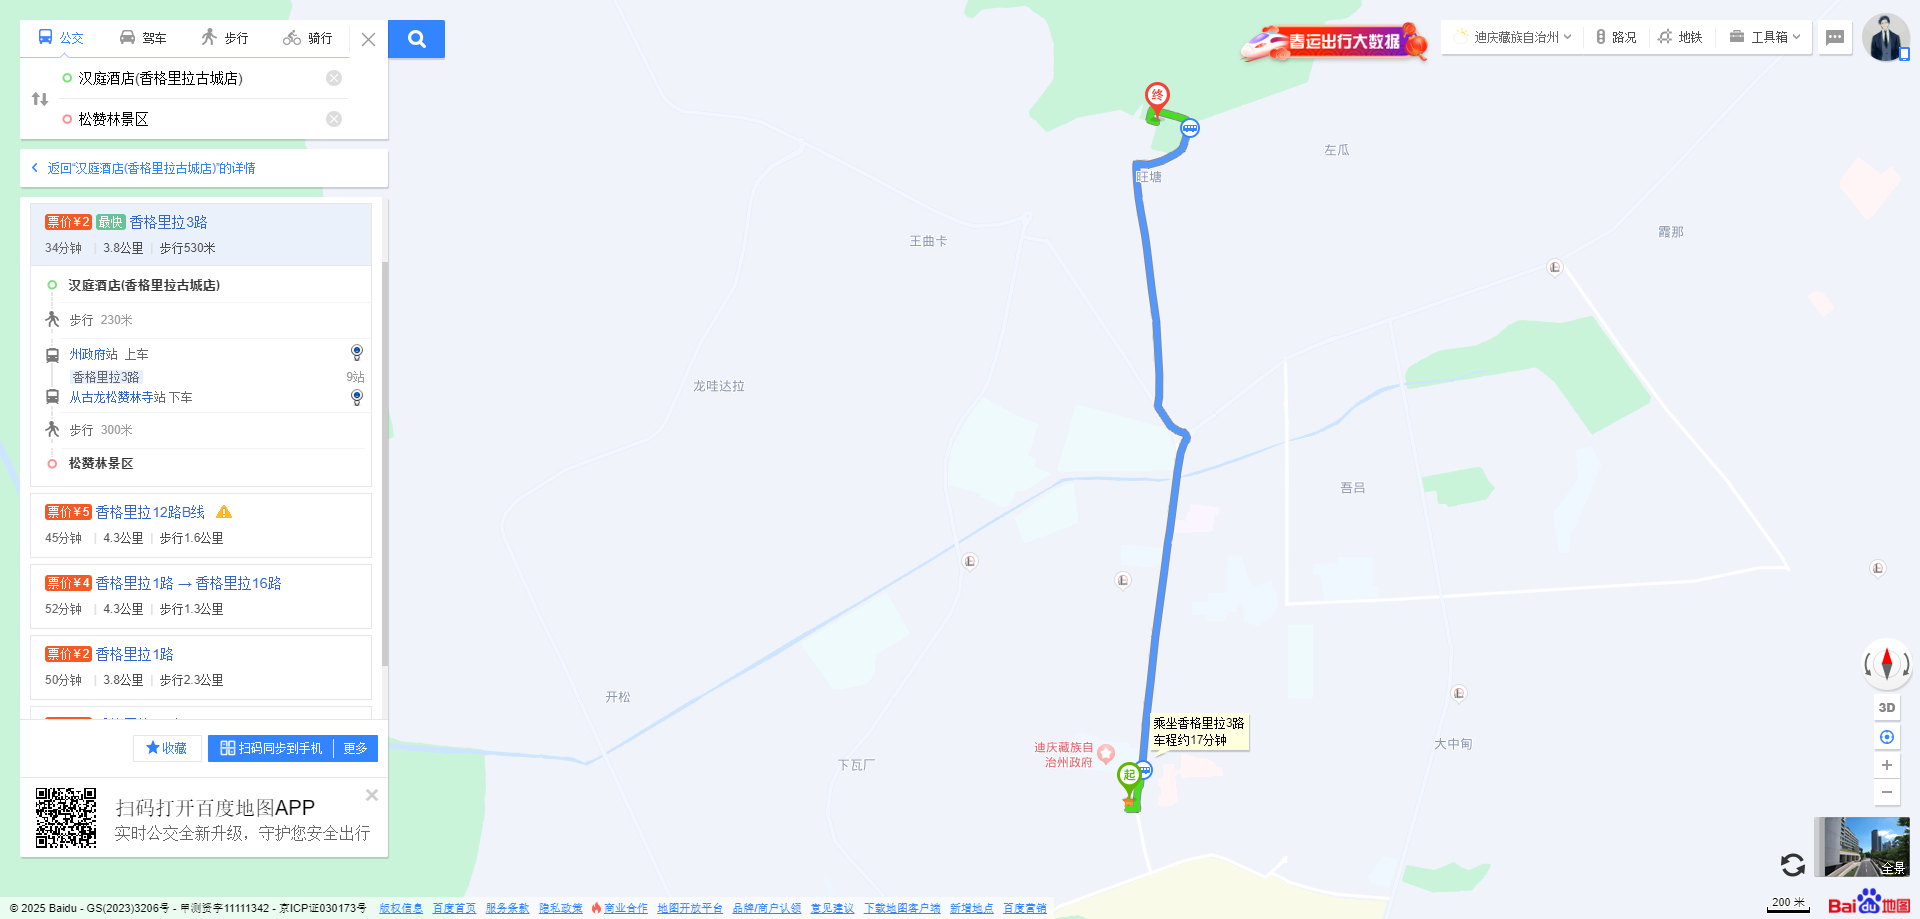 公交
驾车
步行
骑行
汉庭酒店(香格里拉古城店)
松赞林景区
返回"汉庭酒店(香格里拉古城店)"的详情
票价¥2 最快 香格里拉3路
34分钟 | 3.8公里 | 步行530米
汉庭酒店(香格里拉古城店)
步行 230米
州政府站 上车
香格里拉3路 9站
从古龙松赞林寺站 下车
步行 300米
松赞林景区
票价¥5 香格里拉12路B线
45分钟 | 4.3公里 | 步行1.6公里
票价¥4 香格里拉1路 → 香格里拉16路
52分钟 | 4.3公里 | 步行1.3公里
票价¥2 香格里拉1路
50分钟 | 3.8公里 | 步行2.3公里
收藏
扫码同步到手机
更多
扫码打开百度地图APP
实时公交全新升级，守护您安全出行
春运出行大数据
迪庆藏族自治州
路况
地铁
工具箱
终
左瓜
旺塘
霞那
王曲卡
龙哇达拉
吾吕
开松
乘坐香格里拉3路
车程约17分钟
迪庆藏族自
治州政府
起
下瓦厂
大中甸
3D
全景
200 米
Bai du 地图
© 2025 Baidu - GS(2023)3206号 - 甲测资字11111342 - 京ICP证030173号 版权信息 百度首页 服务条款 隐私政策 商业合作 地图开放平台 品牌/商户认领 意见建议 下载地图客户端 新增地点 百度营销